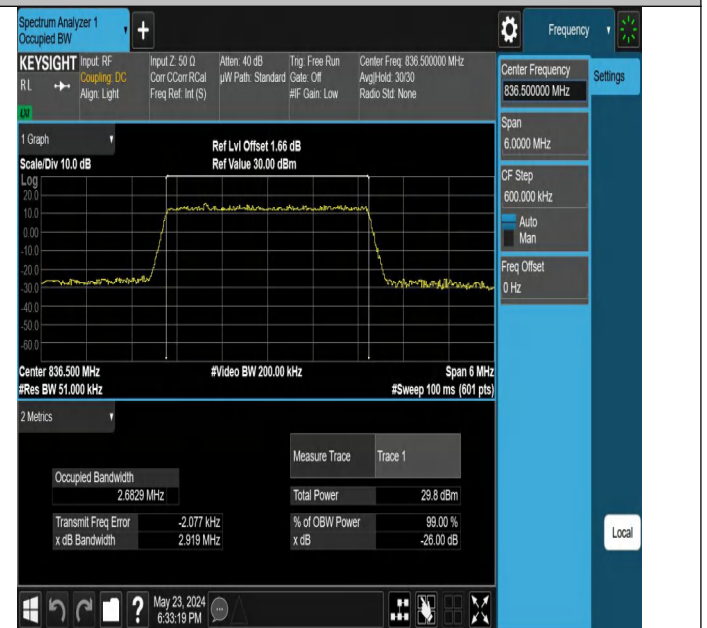 Spectrum Analyzer 1
Occupied BW
Frequency
KEYSIGHT
RL
LXI
Input: RF
Coupling: DC
Align: Light
Input Z: 50 Ω
Corr CCorr RCal
Freq Ref: Int (S)
Atten: 40 dB
µW Path: Standard
Trig: Free Run
Gate: Off
#IF Gain: Low
Center Freq: 836.500000 MHz
Avg|Hold: 30/30
Radio Std: None
Center Frequency
836.500000 MHz
Settings
Span
6.0000 MHz
CF Step
600.000 kHz
Auto
Man
Freq Offset
0 Hz
1 Graph
Scale/Div 10.0 dB
Ref Lvl Offset 1.66 dB
Ref Value 30.00 dBm
Log
20.0
10.0
0.00
-10.0
-20.0
-30.0
-40.0
-50.0
-60.0
Center 836.500 MHz
#Video BW 200.00 kHz
Span 6 MHz
#Res BW 51.000 kHz
#Sweep 100 ms (601 pts)
2 Metrics
Measure Trace
Trace 1
Occupied Bandwidth
2.6829 MHz
Total Power
29.8 dBm
Transmit Freq Error
-2.077 kHz
% of OBW Power
99.00 %
x dB Bandwidth
2.919 MHz
x dB
-26.00 dB
Local
?
May 23, 2024
6:33:19 PM